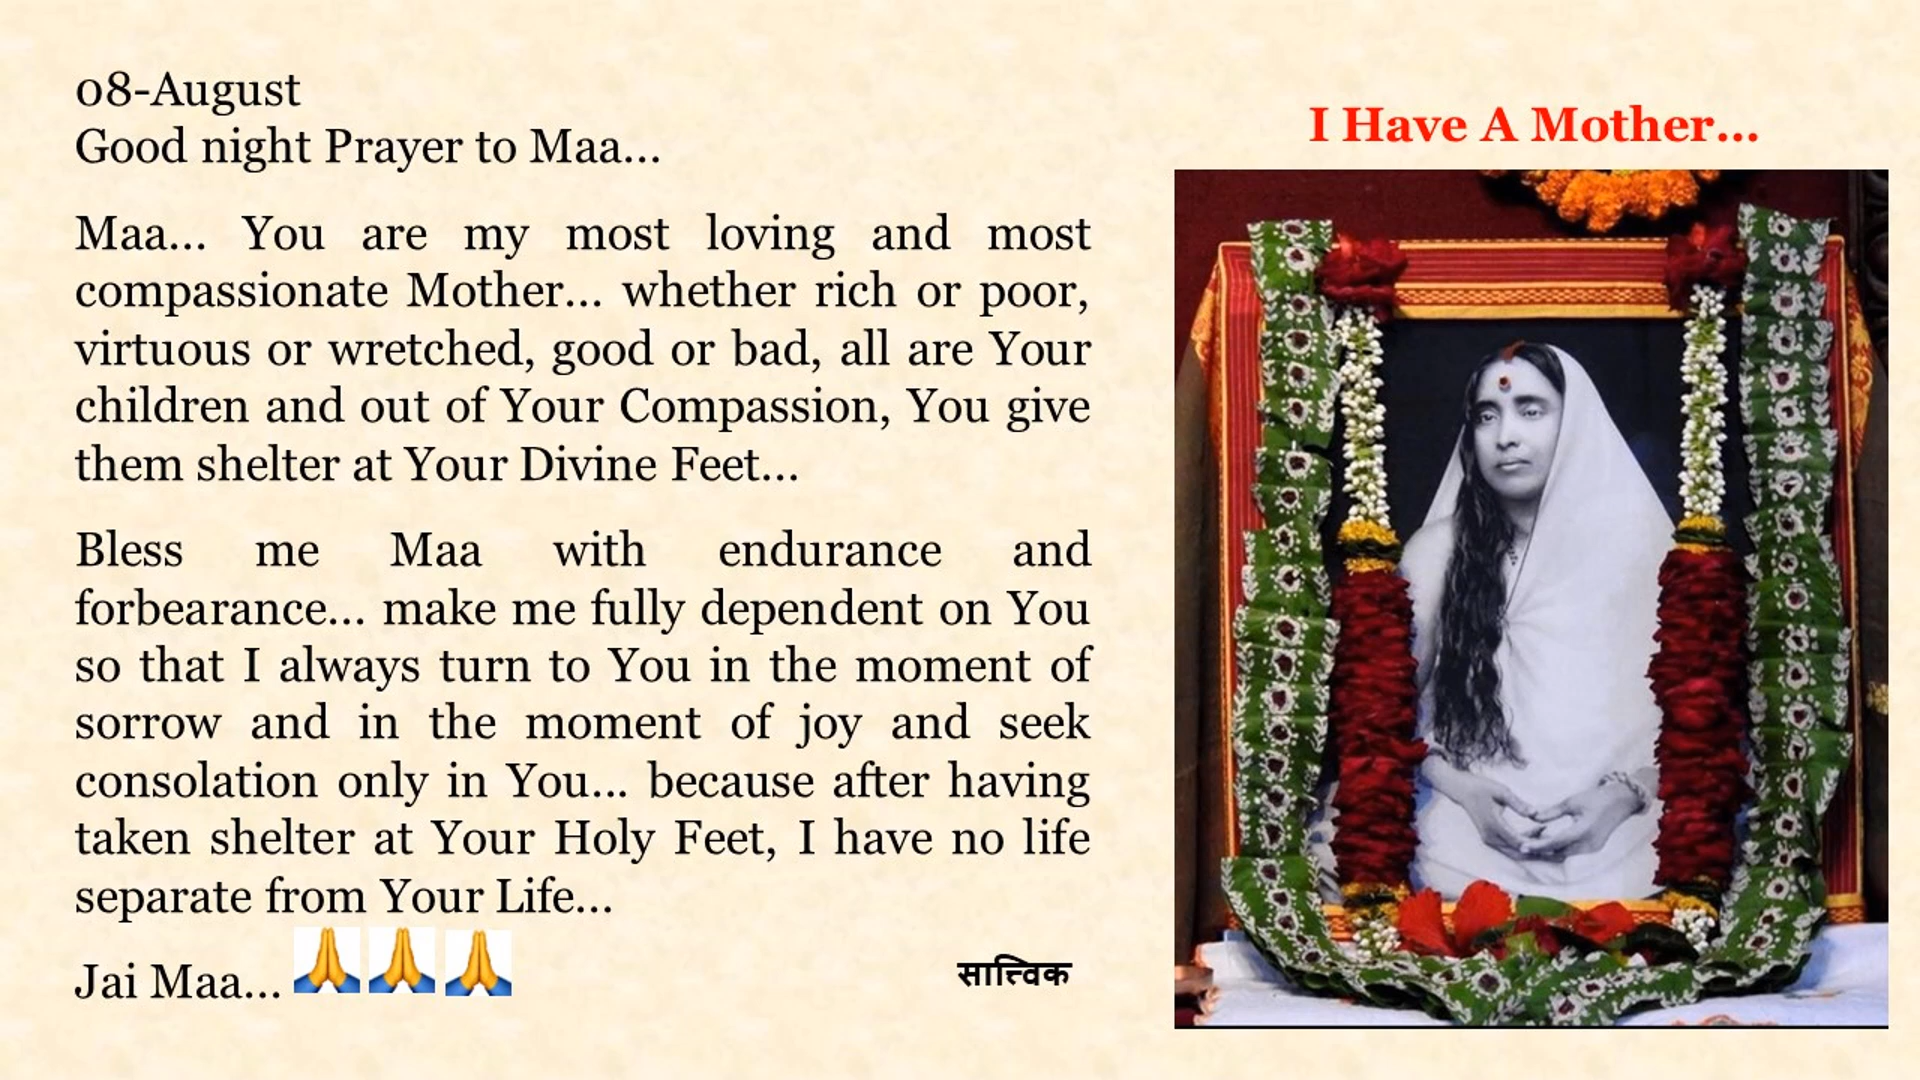 08-August
Good night Prayer to Maa...
Maa... You are my most loving and most
compassionate Mother... whether rich or poor,
virtuous or wretched, good or bad, all are Your
children and out of Your Compassion, You give
them shelter at Your Divine Feet...
Bless me Maa with endurance and
forbearance... make me fully dependent on You
so that I always turn to You in the moment of
sorrow and in the moment of joy and seek
consolation only in You... because after having
taken shelter at Your Holy Feet, I have no life
separate from Your Life...
Jai Maa... 🙏🙏🙏
सात्त्विक
I Have A Mother...